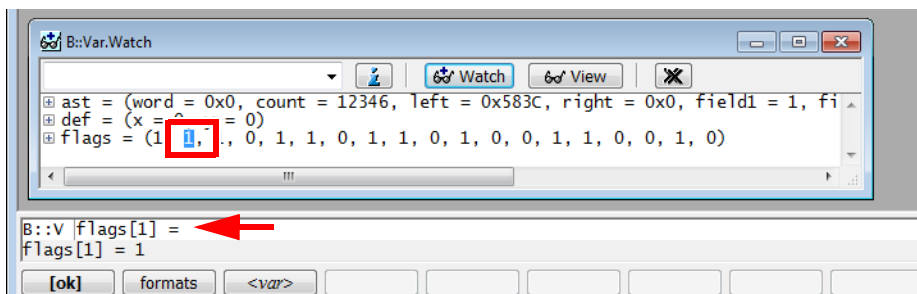 B::Var.Watch
i Watch View
ast = (word = 0x0, count = 12346, left = 0x583C, right = 0x0, field1 = 1, fi
def = (x = 0, = 0)
flags = (1, 1, 1, 0, 1, 1, 0, 1, 1, 0, 1, 0, 0, 1, 1, 0, 0, 1, 0)
B::V flags[1] =
flags[1] = 1
[ok] formats <var>